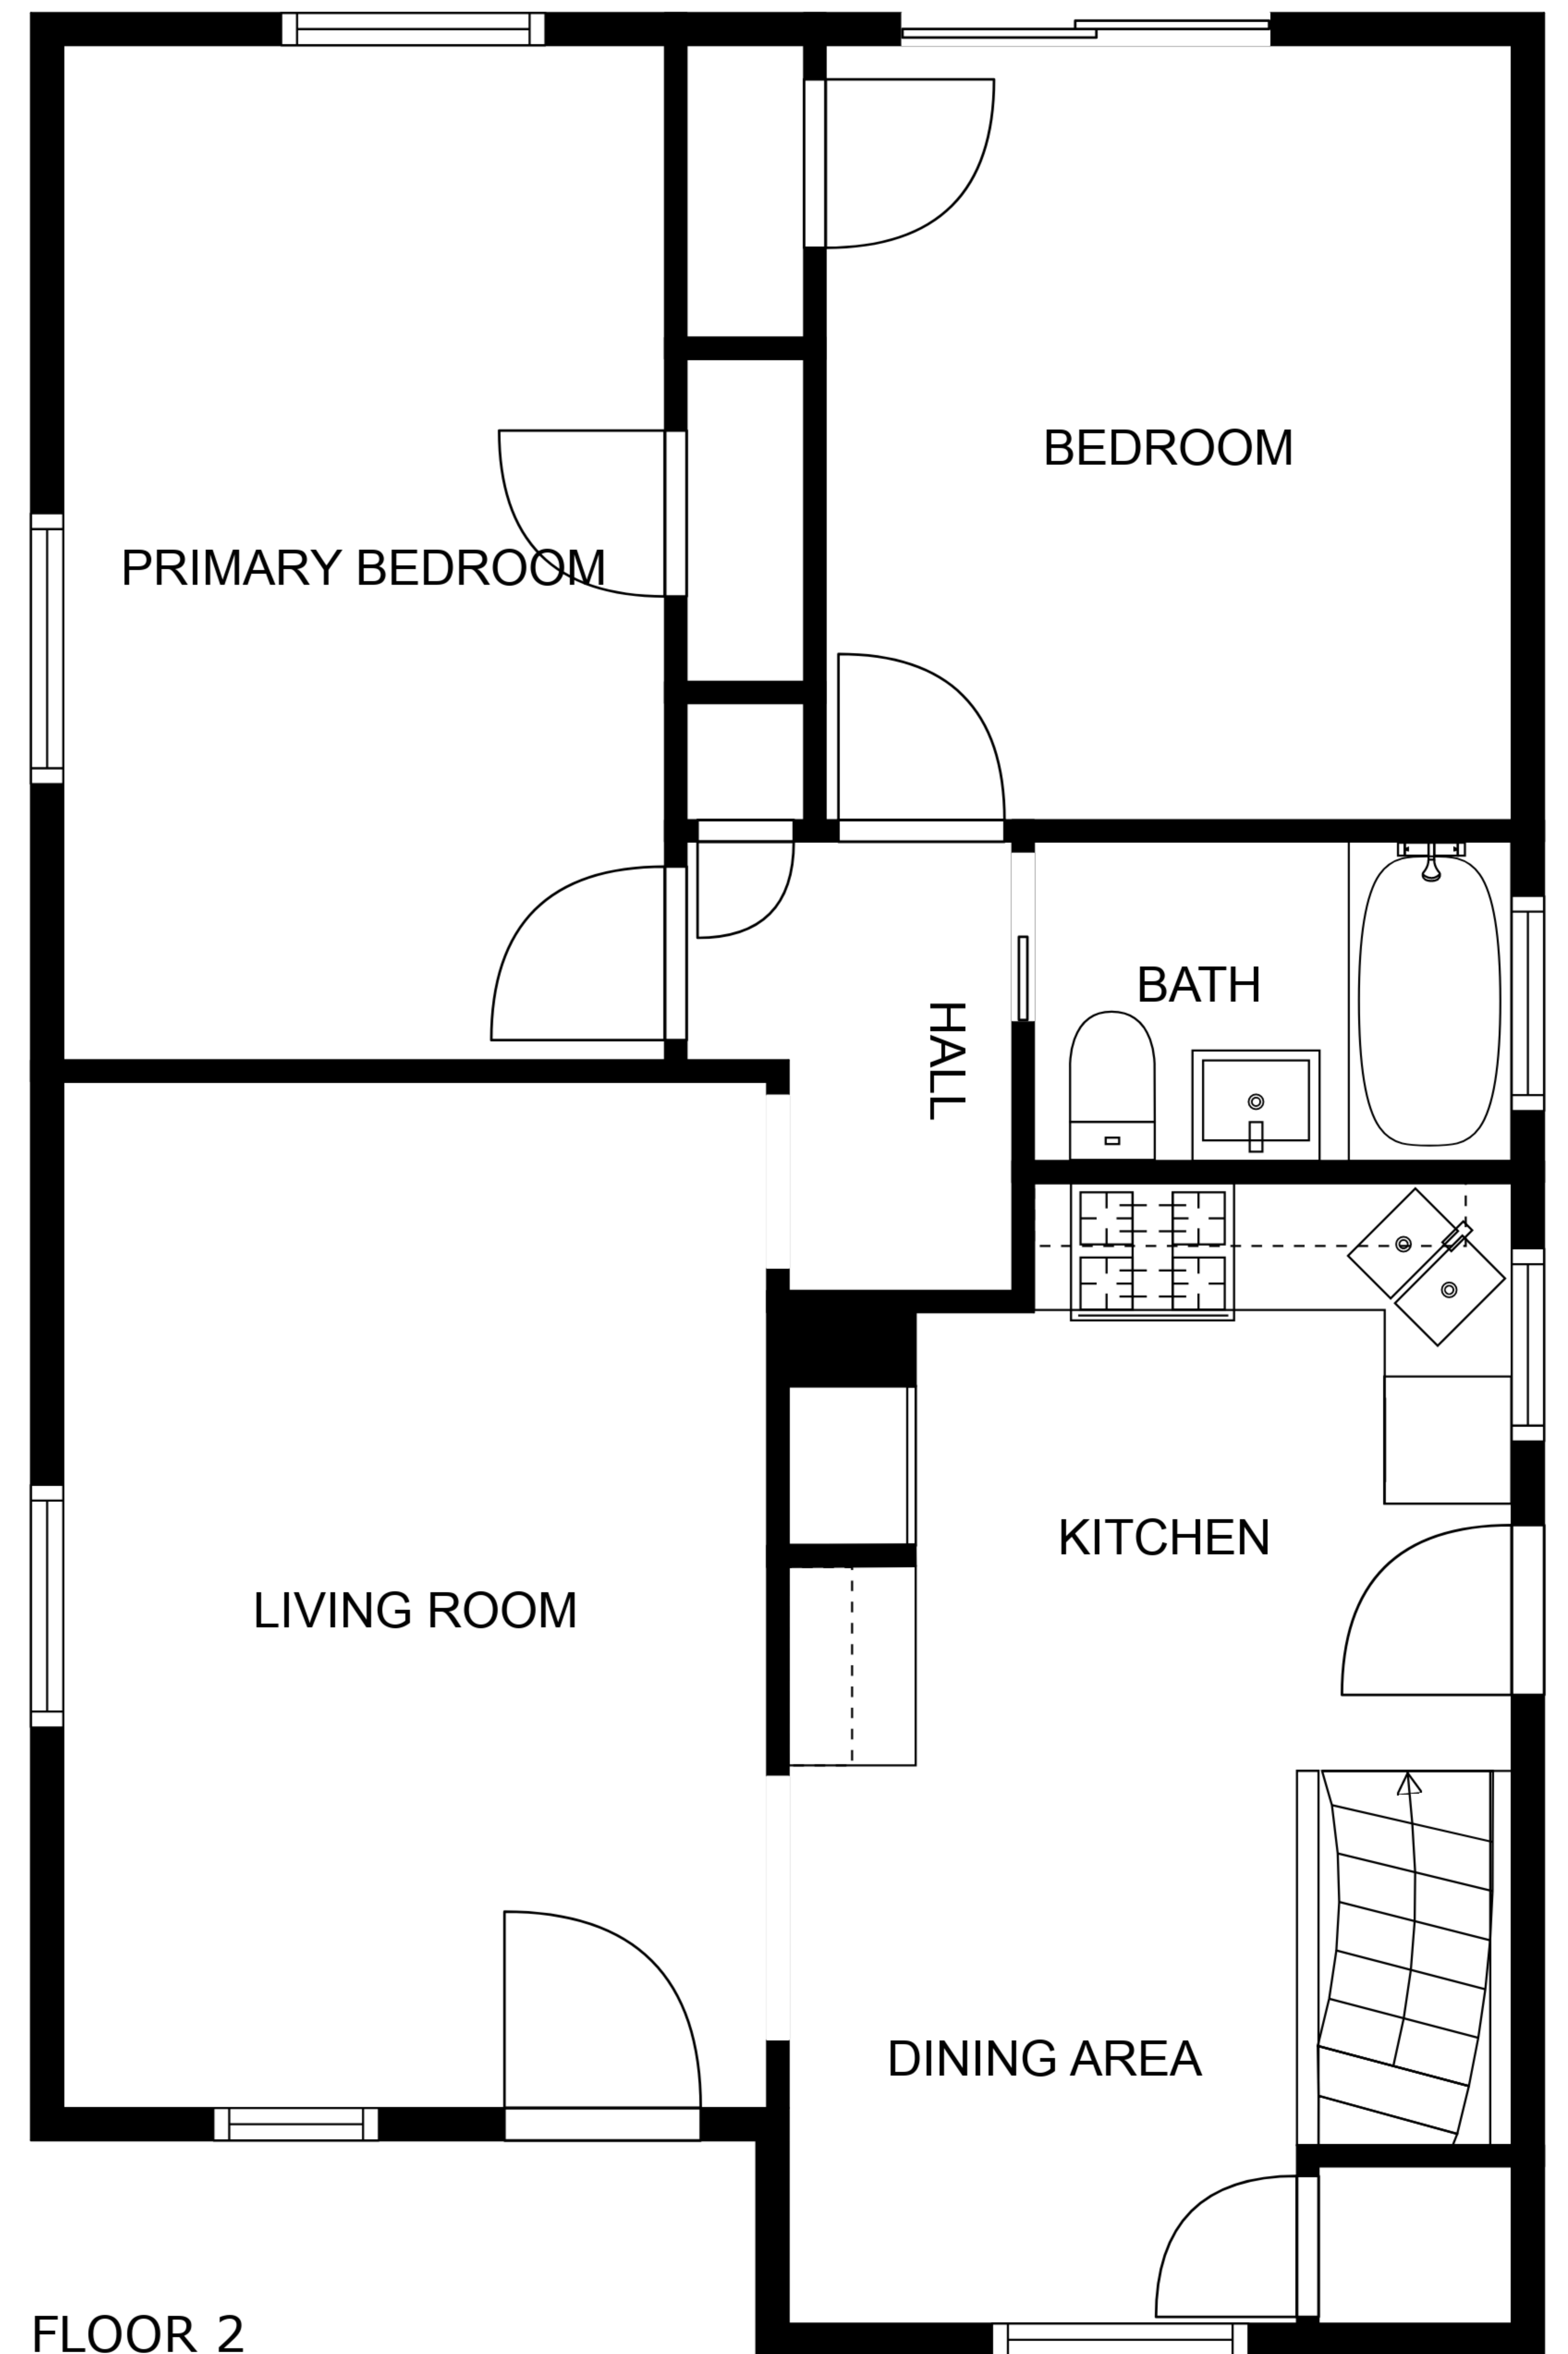 BEDROOM
PRIMARY BEDROOM
BATH
HALL
KITCHEN
LIVING ROOM
DINING AREA
FLOOR 2